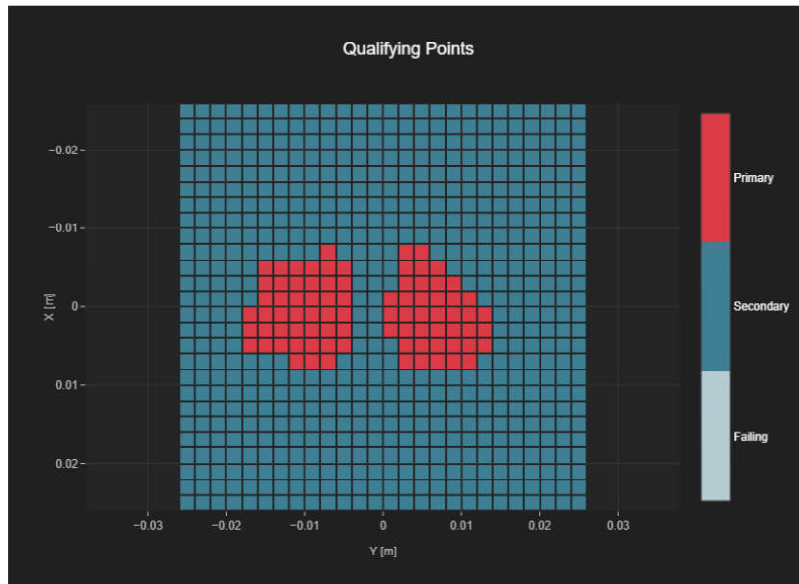 Qualifying Points
−0.02
−0.01
0
0.01
0.02
X [m]
−0.03 −0.02 −0.01 0 0.01 0.02 0.03
Y [m]
Primary
Secondary
Failing